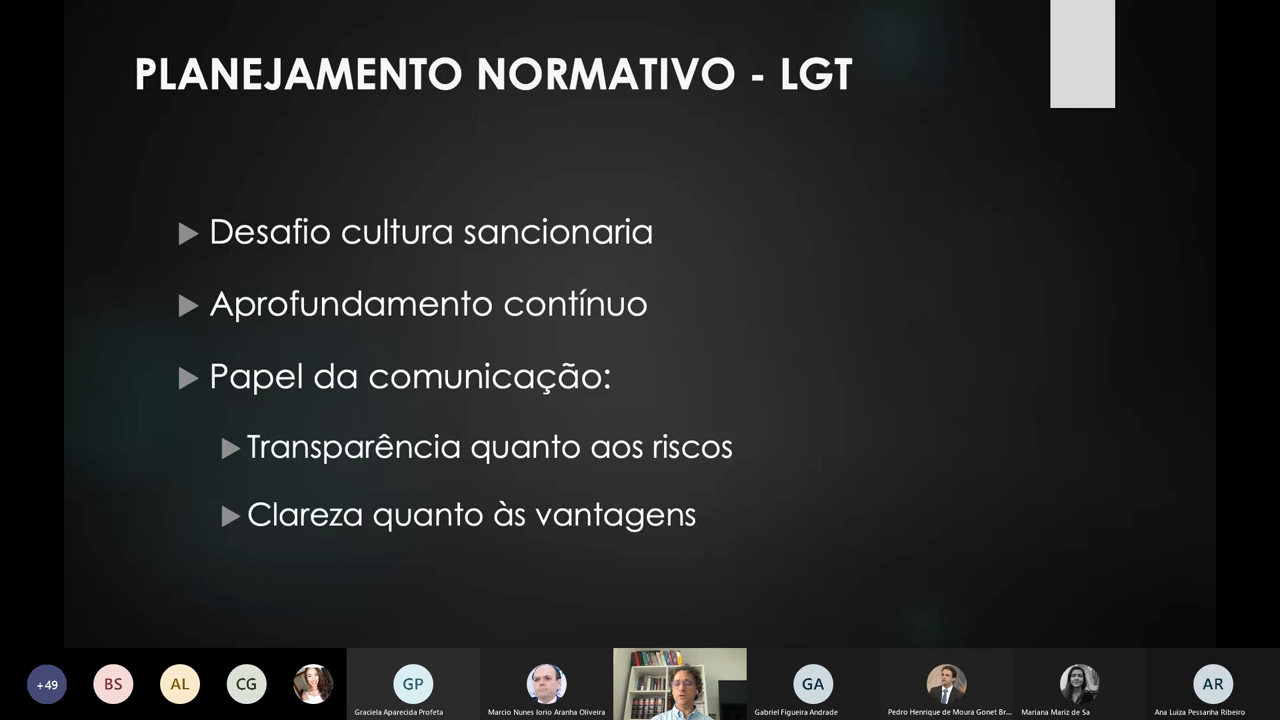 PLANEJAMENTO NORMATIVO - LGT
Desafio cultura sancionaria
Aprofundamento contínuo
Papel da comunicação:
Transparência quanto aos riscos
Clareza quanto às vantagens
+49
BS
AL
CG
GP
GA
AR
Graciela Aparecida Profeta
Marcio Nunes Iorio Aranha Oliveira
Gabriel Figueira Andrade
Pedro Henrique de Moura Gonet Br...
Mariana Mariz de Sa
Ana Luiza Pessanha Ribeiro